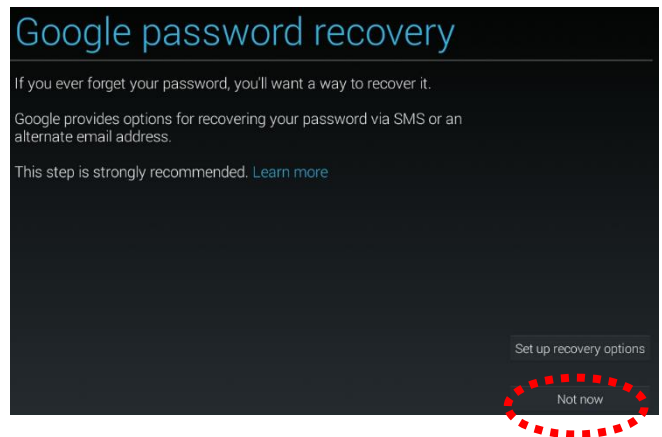 Google password recovery
If you ever forget your password, you'll want a way to recover it.
Google provides options for recovering your password via SMS or an
alternate email address.
This step is strongly recommended. Learn more
Set up recovery options
Not now